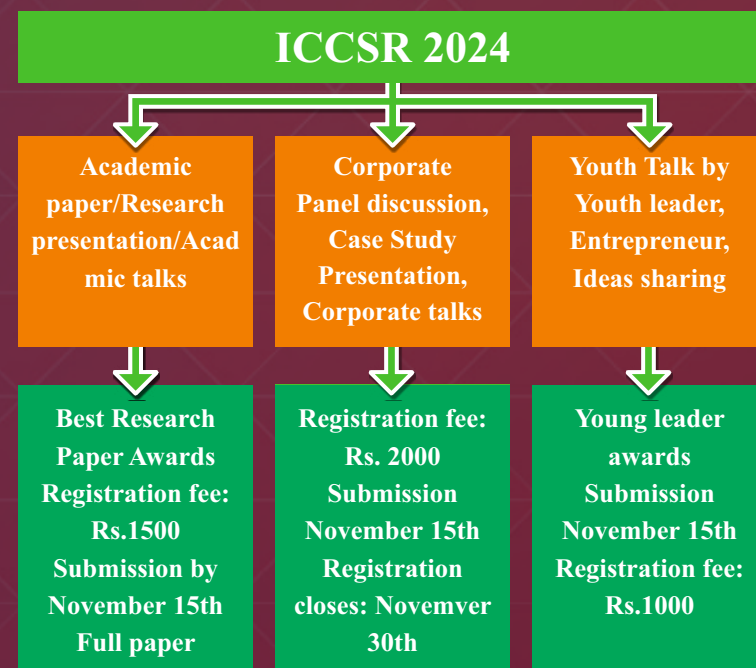 ICCSR 2024
Academic
paper/Research
presentation/Acad
mic talks
Corporate
Panel discussion,
Case Study
Presentation,
Corporate talks
Youth Talk by
Youth leader,
Entrepreneur,
Ideas sharing
Best Research
Paper Awards
Registration fee:
Rs.1500
Submission by
November 15th
Full paper
Registration fee:
Rs. 2000
Submission
November 15th
Registration
closes: Novemver
30th
Young leader
awards
Submission
November 15th
Registration fee:
Rs.1000